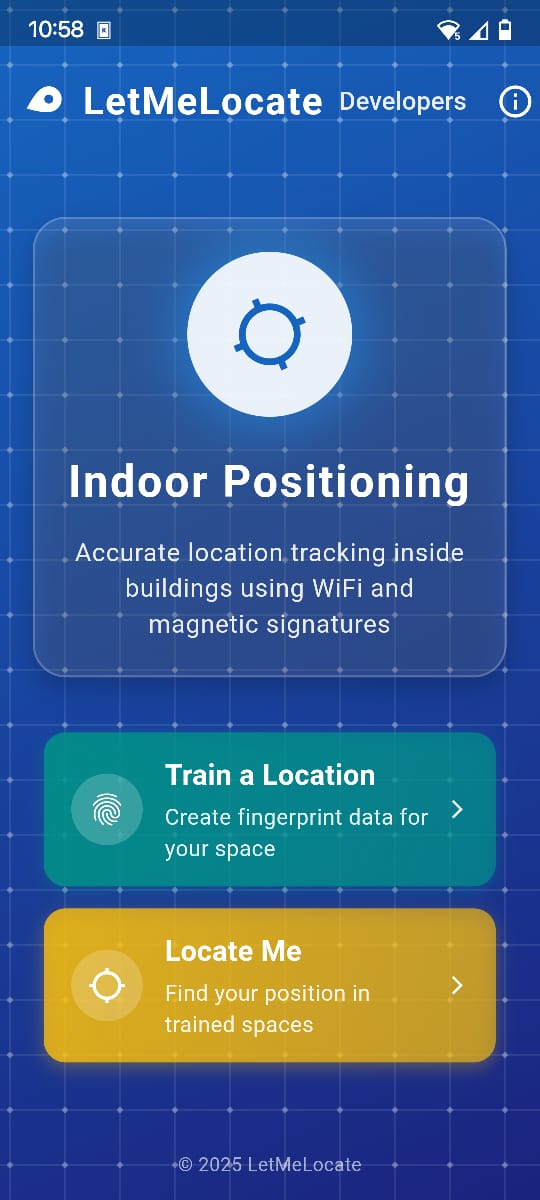 10:58
LetMeLocate Developers
Indoor Positioning
Accurate location tracking inside
buildings using WiFi and
magnetic signatures
Train a Location
Create fingerprint data for
your space
Locate Me
Find your position in
trained spaces
© 2025 LetMeLocate